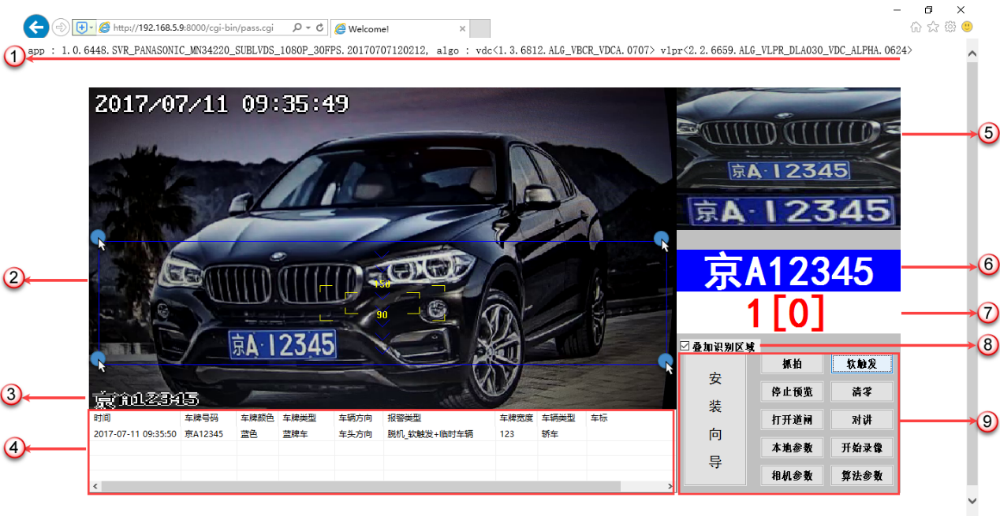 http://192.168.5.9:8000/cgi-bin/pass.cgi
Welcome!
app : 1.0.6448.SVR_PANASONIC_MN34220_SUBLVDS_1080P_30FPS.20170707120212, algo : vdc<1.3.6812.ALG_VBCR_VDCA.0707> vlpr<2.2.6659.ALG_VLPR_DLA030_VDC_ALPHA.0624>
1
2017/07/11 09:35:49
京A·12345
5
京A·12345
京A12345
6
2
150
90
1[0]
7
叠加识别区域
8
京A·12345
京A12345
3
时间 车牌号码 车牌颜色 车牌类型 车辆方向 报警类型 车牌宽度 车辆类型 车标
2017-07-11 09:35:50 京A12345 蓝色 蓝牌车 车头方向 脱机_软触发+临时车辆 123 轿车
4
安装向导
抓拍 软触发
停止预览 清零
打开道闸 对讲
本地参数 开始录像
相机参数 算法参数
9